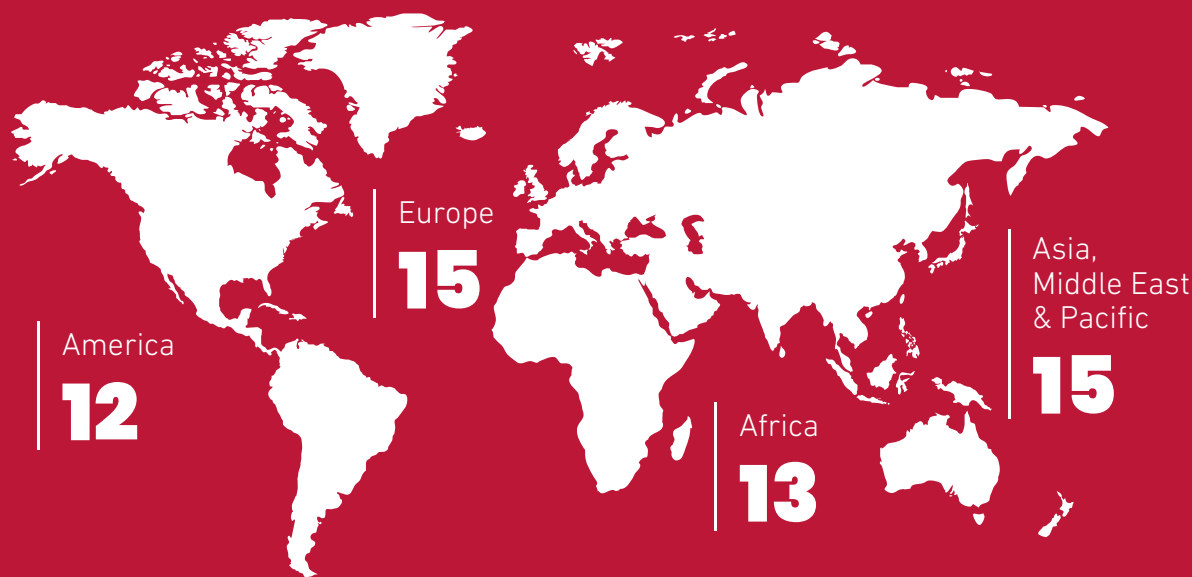 Europe
15
America
12
Africa
13
Asia,
Middle East
& Pacific
15